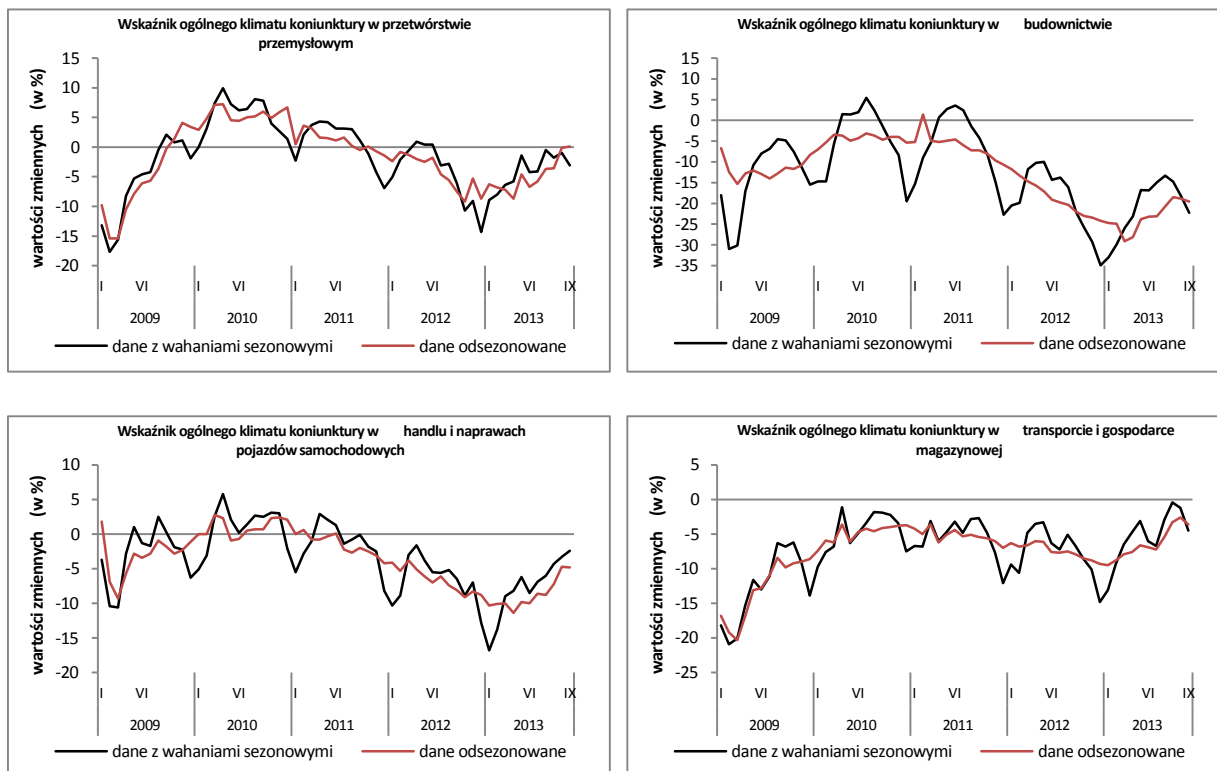 Wskaźnik ogólnego klimatu koniunktury w przetwórstwie
przemysłowym
wartości zmiennych (w %)
15
10
5
0
-5
-10
-15
-20
I VI I VI I VI I VI I VI IX
2009 2010 2011 2012 2013
dane z wahaniami sezonowymi dane odsezonowane
Wskaźnik ogólnego klimatu koniunktury w budownictwie
wartości zmiennych (w %)
15
10
5
0
-5
-10
-15
-20
-25
-30
-35
I VI I VI I VI I VI I VI IX
2009 2010 2011 2012 2013
dane z wahaniami sezonowymi dane odsezonowane
Wskaźnik ogólnego klimatu koniunktury w handlu i naprawach
pojazdów samochodowych
wartości zmiennych (w %)
10
5
0
-5
-10
-15
-20
I VI I VI I VI I VI I VI IX
2009 2010 2011 2012 2013
dane z wahaniami sezonowymi dane odsezonowane
Wskaźnik ogólnego klimatu koniunktury w transporcie i gospodarce
magazynowej
wartości zmiennych (w %)
5
0
-5
-10
-15
-20
-25
I VI I VI I VI I VI I VI IX
2009 2010 2011 2012 2013
dane z wahaniami sezonowymi dane odsezonowane